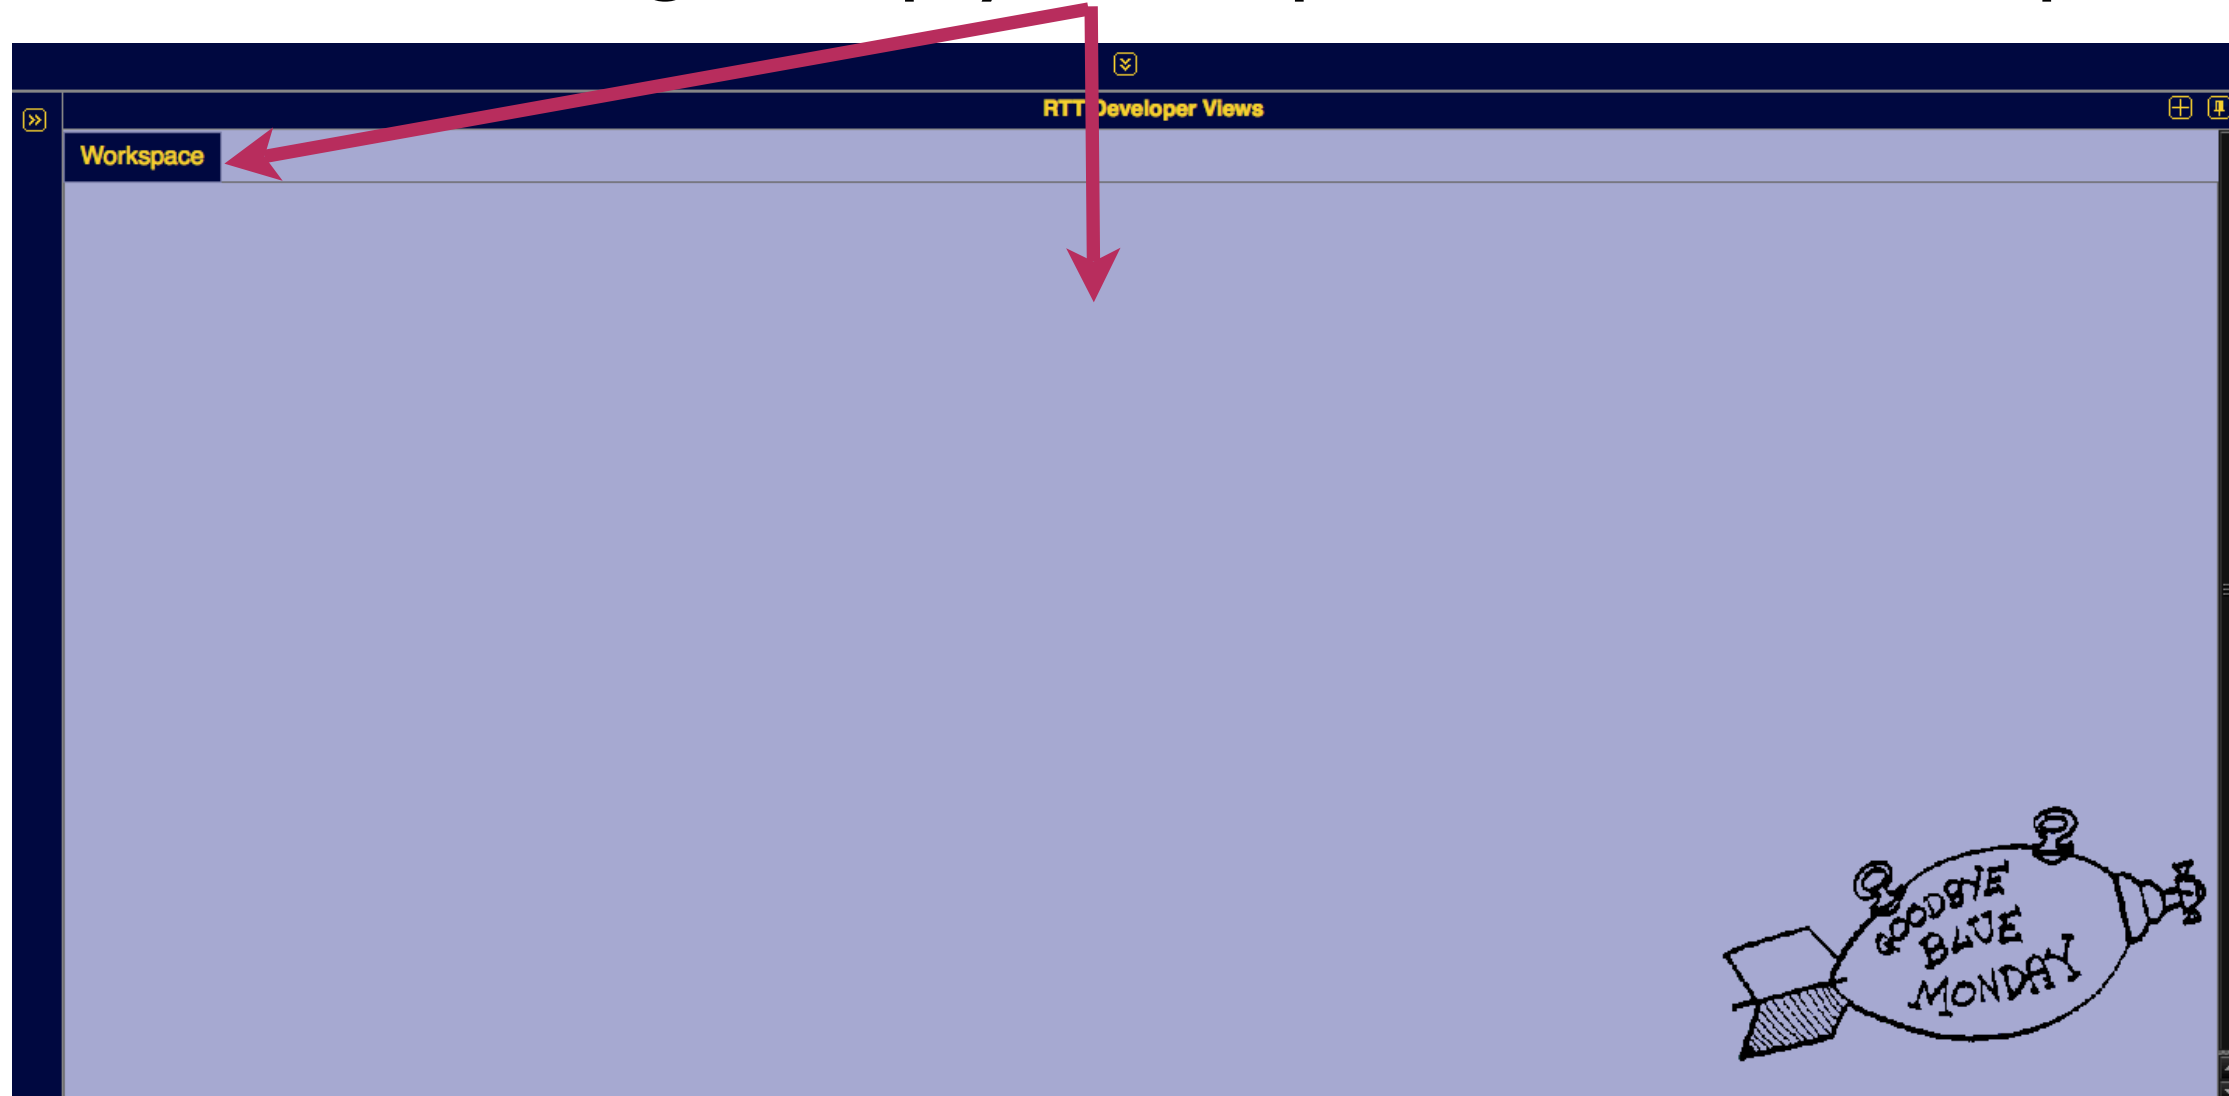 RTT Developer Views
Workspace
GOODBYE
BLUE
MONDAY